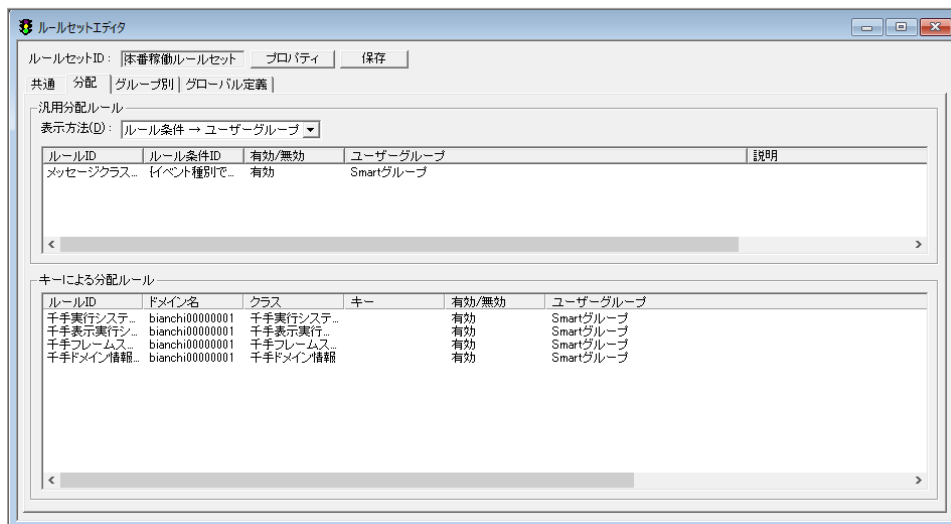 ルールセットエディタ
ルールセットID： 本番稼働ルールセット プロパティ 保存
共通 分配 グループ別 グローバル定義
汎用分配ルール
表示方法(D)： ルール条件 → ユーザーグループ
ルールID ルール条件ID 有効/無効 ユーザーグループ 説明
メッセージクラス... [イベント種別で... 有効 Smartグループ
キーによる分配ルール
ルールID ドメイン名 クラス キー 有効/無効 ユーザーグループ
千手実行システ... bianchi00000001 千手実行システ... 有効 Smartグループ
千手表示実行シ... bianchi00000001 千手表示実行... 有効 Smartグループ
千手フレームス... bianchi00000001 千手フレームス... 有効 Smartグループ
千手ドメイン情報... bianchi00000001 千手ドメイン情報 有効 Smartグループ